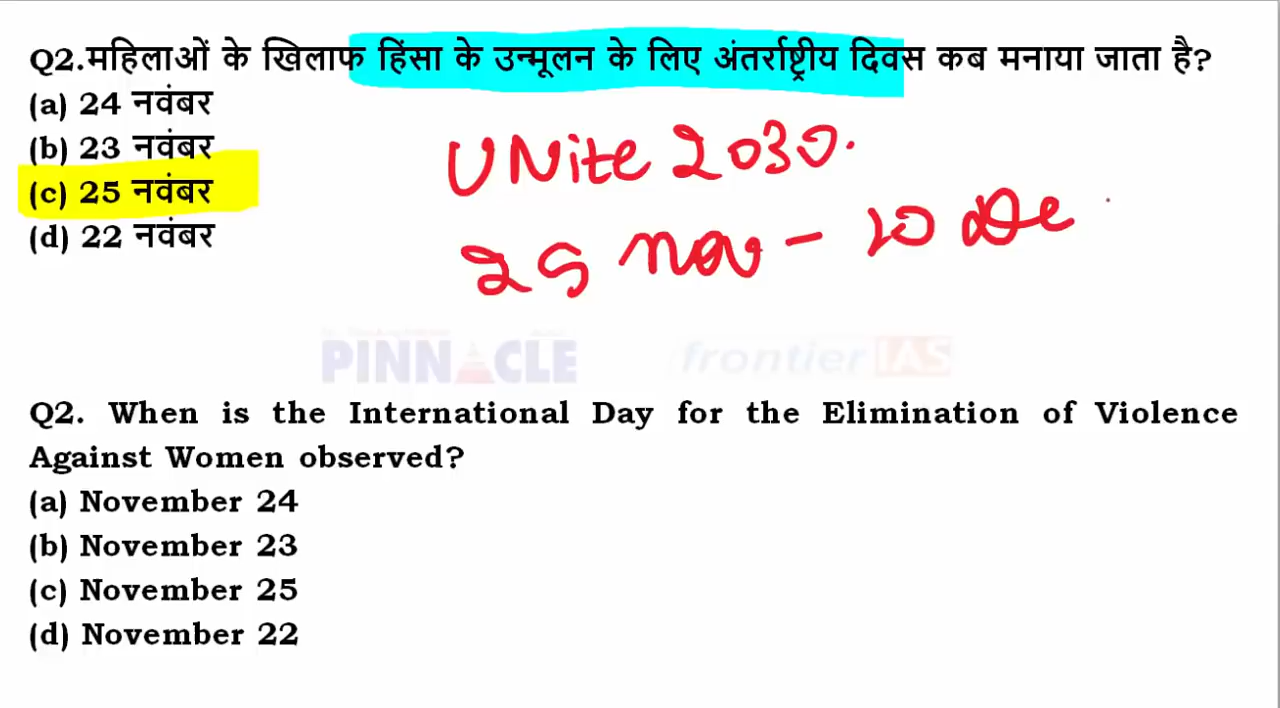 Q2.महिलाओं के खिलाफ हिंसा के उन्मूलन के लिए अंतर्राष्ट्रीय दिवस कब मनाया जाता है?
(a) 24 नवंबर
(b) 23 नवंबर
(c) 25 नवंबर
(d) 22 नवंबर
UNite 2030.
25 Nov - 10 De
PINNACLE frontier IAS
Q2. When is the International Day for the Elimination of Violence
Against Women observed?
(a) November 24
(b) November 23
(c) November 25
(d) November 22